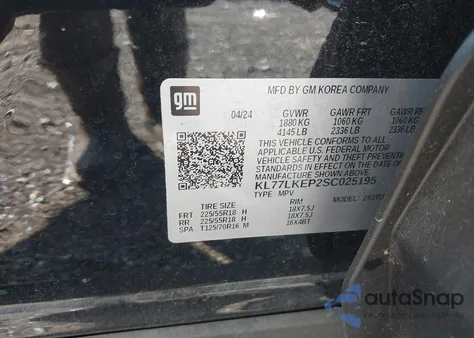 gm
MFD BY GM KOREA COMPANY
04/24 GVWR GAWR FRT GAWR RR
1880 KG 1060 KG 1060 KG
4145 LB 2336 LB 2336 LB
THIS VEHICLE CONFORMS TO ALL
APPLICABLE U.S. FEDERAL MOTOR
VEHICLE SAFETY STANDARDS IN
EFFECT ON THE DATE OF
MANUFACTURE SHOWN ABOVE.
KL77LKEP2SC025195
TYPE: MPV MODEL:
TIRE SIZE RIM
FRT 225/55R18 H 18X7.5J
RR 225/55R18 H 18X7.5J
SPA T125/70R16 M 16X4BT
autoSnap